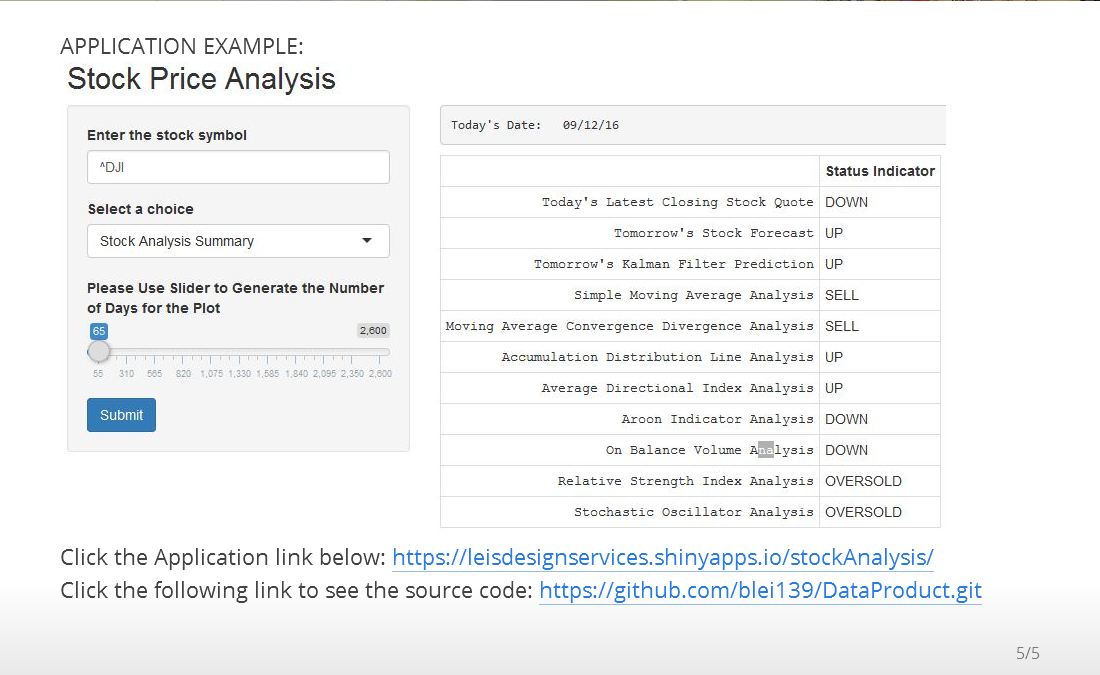 APPLICATION EXAMPLE:
Stock Price Analysis
Enter the stock symbol
^DJI
Select a choice
Stock Analysis Summary
Please Use Slider to Generate the Number
of Days for the Plot
65 2,600
55 310 565 820 1,075 1,330 1,585 1,840 2,095 2,350 2,600
Submit
Today's Date: 09/12/16
Status Indicator
Today's Latest Closing Stock Quote DOWN
Tomorrow's Stock Forecast UP
Tomorrow's Kalman Filter Prediction UP
Simple Moving Average Analysis SELL
Moving Average Convergence Divergence Analysis SELL
Accumulation Distribution Line Analysis UP
Average Directional Index Analysis UP
Aroon Indicator Analysis DOWN
On Balance Volume Analysis DOWN
Relative Strength Index Analysis OVERSOLD
Stochastic Oscillator Analysis OVERSOLD
Click the Application link below: https://leisdesignservices.shinyapps.io/stockAnalysis/
Click the following link to see the source code: https://github.com/blei139/DataProduct.git
5/5